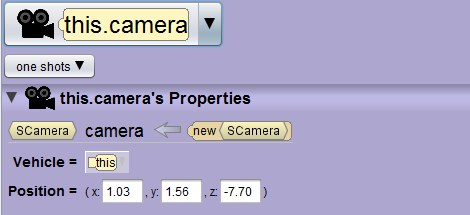 this.camera
one shots
this.camera's Properties
SCamera camera new SCamera
Vehicle = this
Position = ( x: 1.03 , y: 1.56 , z: -7.70 )